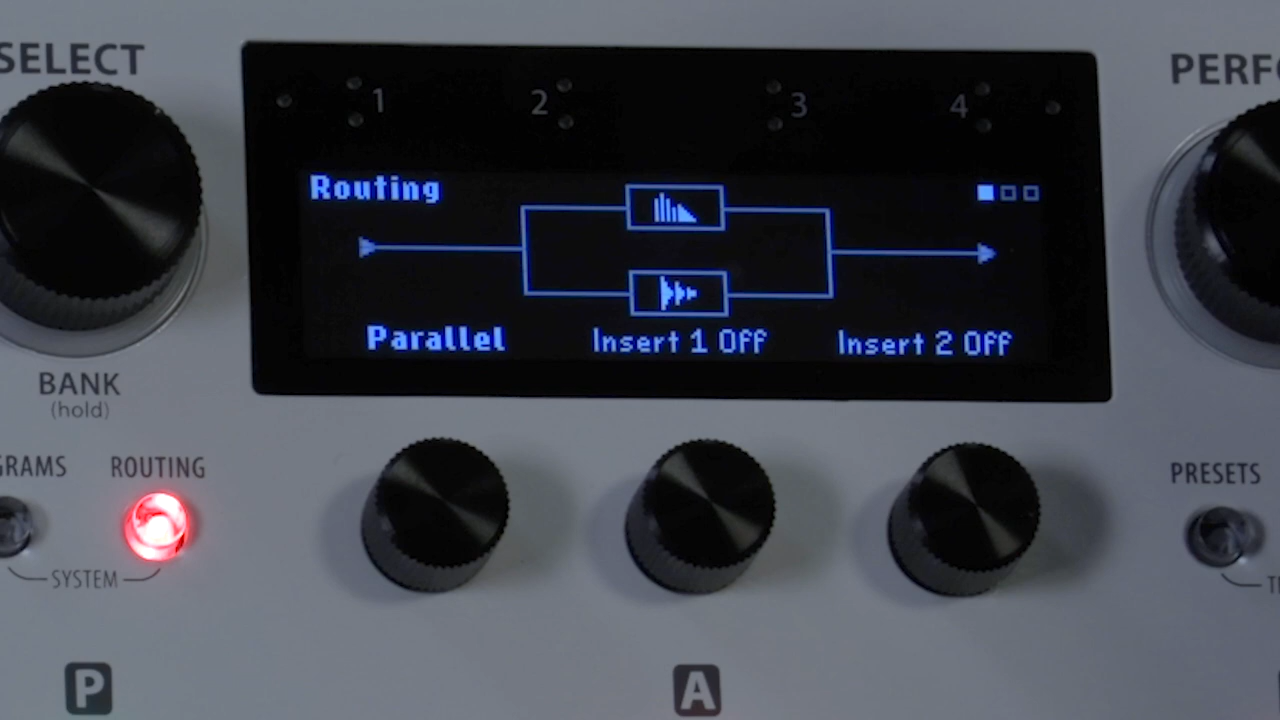 SELECT
PERFO
1 2 3 4
Routing
Parallel Insert 1 Off Insert 2 Off
BANK
(hold)
GRAMS ROUTING
PRESETS
SYSTEM
P
A